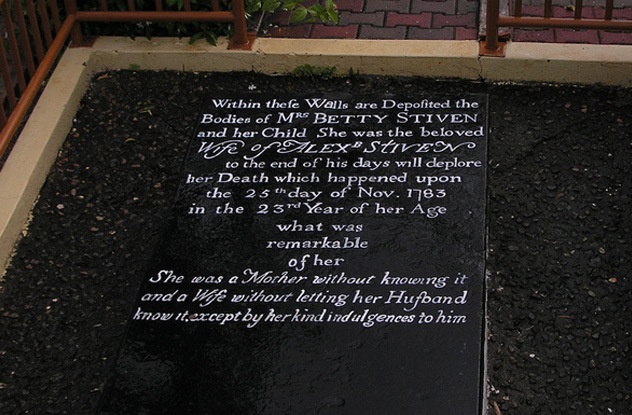 Within theſe Walls are Depoſited the
Bodies of Mrs BETTY STIVEN
and her Child She was the beloved
Wife of ALEXB STIVEN
to the end of his days will deplore
her Death which happened upon
the 25th day of Nov. 1783
in the 23rd Year of her Age
what was
remarkable
of her
She was a Mother without knowing it
and a Wife without letting her Huſband
know it, except by her kind indulgences to him